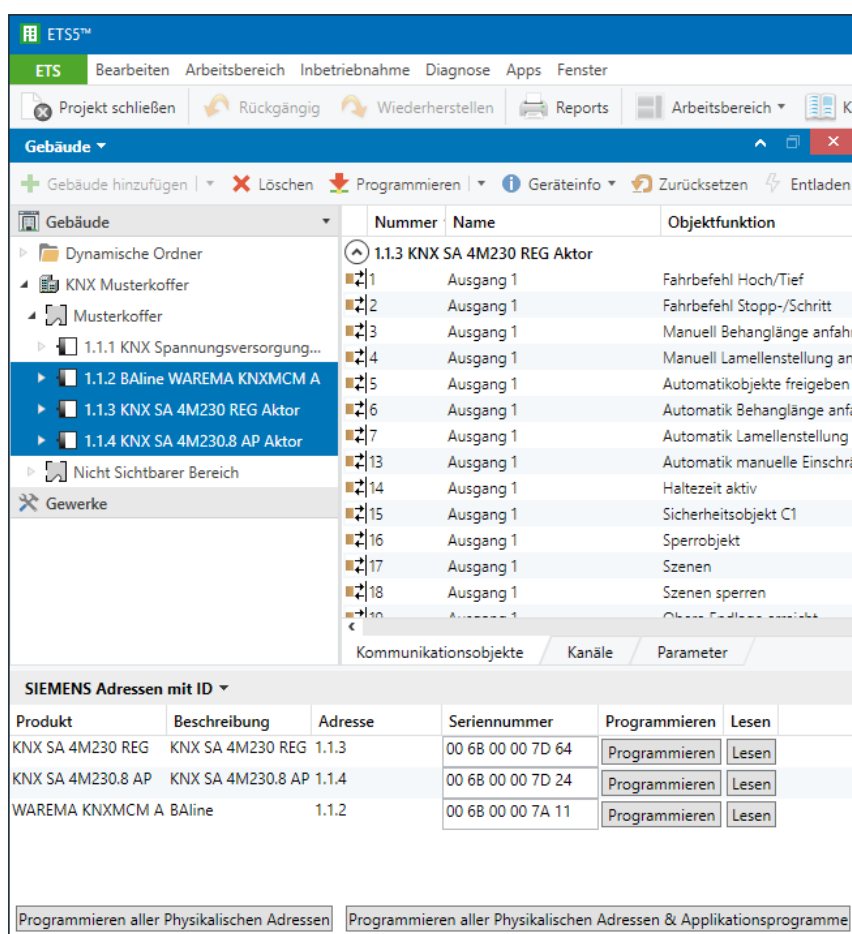 ETS5™
ETS Bearbeiten Arbeitsbereich Inbetriebnahme Diagnose Apps Fenster
Projekt schließen Rückgängig Wiederherstellen Reports Arbeitsbereich K
Gebäude
Gebäude hinzufügen Löschen Programmieren Geräteinfo Zurücksetzen Entladen
Gebäude
Dynamische Ordner
KNX Musterkoffer
Musterkoffer
1.1.1 KNX Spannungsversorgung...
1.1.2 BAline WAREMA KNXMCM A
1.1.3 KNX SA 4M230 REG Aktor
1.1.4 KNX SA 4M230.8 AP Aktor
Nicht Sichtbarer Bereich
Gewerke
Nummer Name Objektfunktion
1.1.3 KNX SA 4M230 REG Aktor
1 Ausgang 1 Fahrbefehl Hoch/Tief
2 Ausgang 1 Fahrbefehl Stopp-/Schritt
3 Ausgang 1 Manuell Behanglänge anfahr
4 Ausgang 1 Manuell Lamellenstellung an
5 Ausgang 1 Automatikobjekte freigeben
6 Ausgang 1 Automatik Behanglänge anfa
7 Ausgang 1 Automatik Lamellenstellung
13 Ausgang 1 Automatik manuelle Einschrä
14 Ausgang 1 Haltezeit aktiv
15 Ausgang 1 Sicherheitsobjekt C1
16 Ausgang 1 Sperrobjekt
17 Ausgang 1 Szenen
18 Ausgang 1 Szenen sperren
19 Ausgang 1 Obere Endlage erreicht
Kommunikationsobjekte Kanäle Parameter
SIEMENS Adressen mit ID
Produkt Beschreibung Adresse Seriennummer Programmieren Lesen
KNX SA 4M230 REG KNX SA 4M230 REG 1.1.3 00 6B 00 00 7D 64 Programmieren Lesen
KNX SA 4M230.8 AP KNX SA 4M230.8 AP 1.1.4 00 6B 00 00 7D 24 Programmieren Lesen
WAREMA KNXMCM A BAline 1.1.2 00 6B 00 00 7A 11 Programmieren Lesen
Programmieren aller Physikalischen Adressen Programmieren aller Physikalischen Adressen & Applikationsprogramme